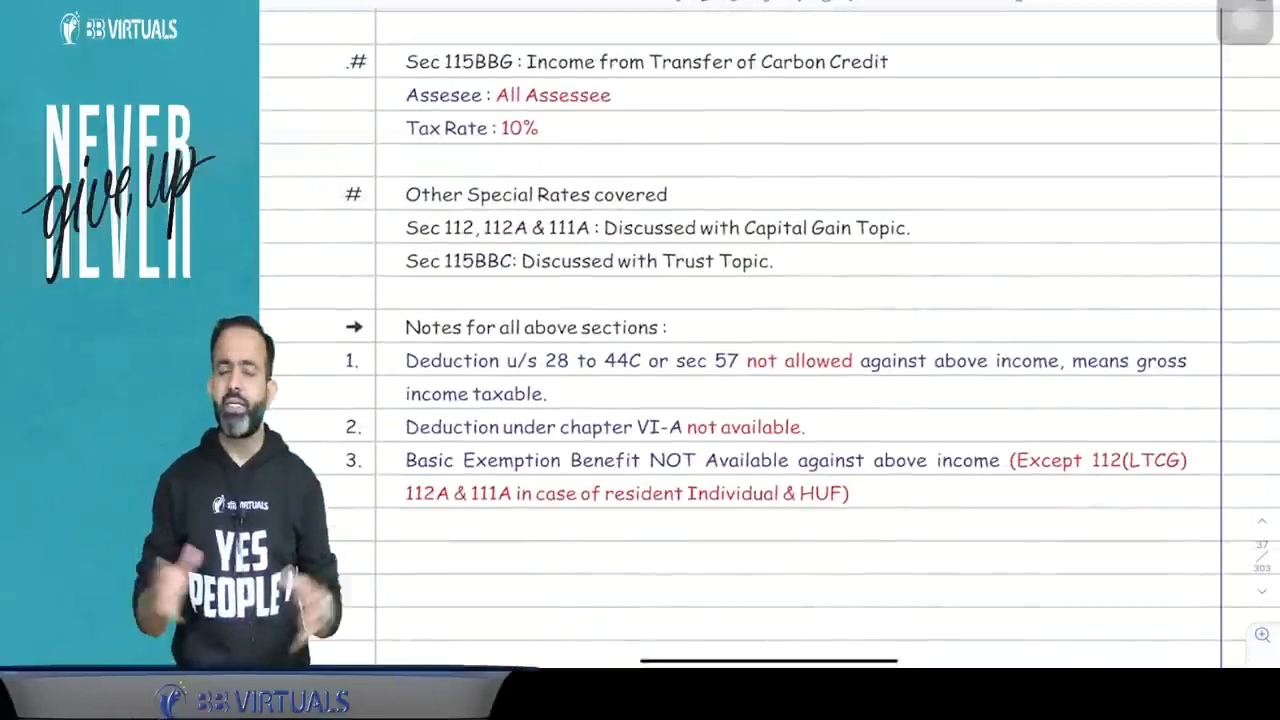 BB VIRTUALS
NEVER
give up
NEVER
.# Sec 115BBG : Income from Transfer of Carbon Credit
Assesee : All Assessee
Tax Rate : 10%
# Other Special Rates covered
Sec 112, 112A & 111A : Discussed with Capital Gain Topic.
Sec 115BBC: Discussed with Trust Topic.
→ Notes for all above sections :
1. Deduction u/s 28 to 44C or sec 57 not allowed against above income, means gross
income taxable.
2. Deduction under chapter VI-A not available.
3. Basic Exemption Benefit NOT Available against above income (Except 112(LTCG)
112A & 111A in case of resident Individual & HUF)
BB VIRTUALS
YES
PEOPLE
37
/
303
BB VIRTUALS